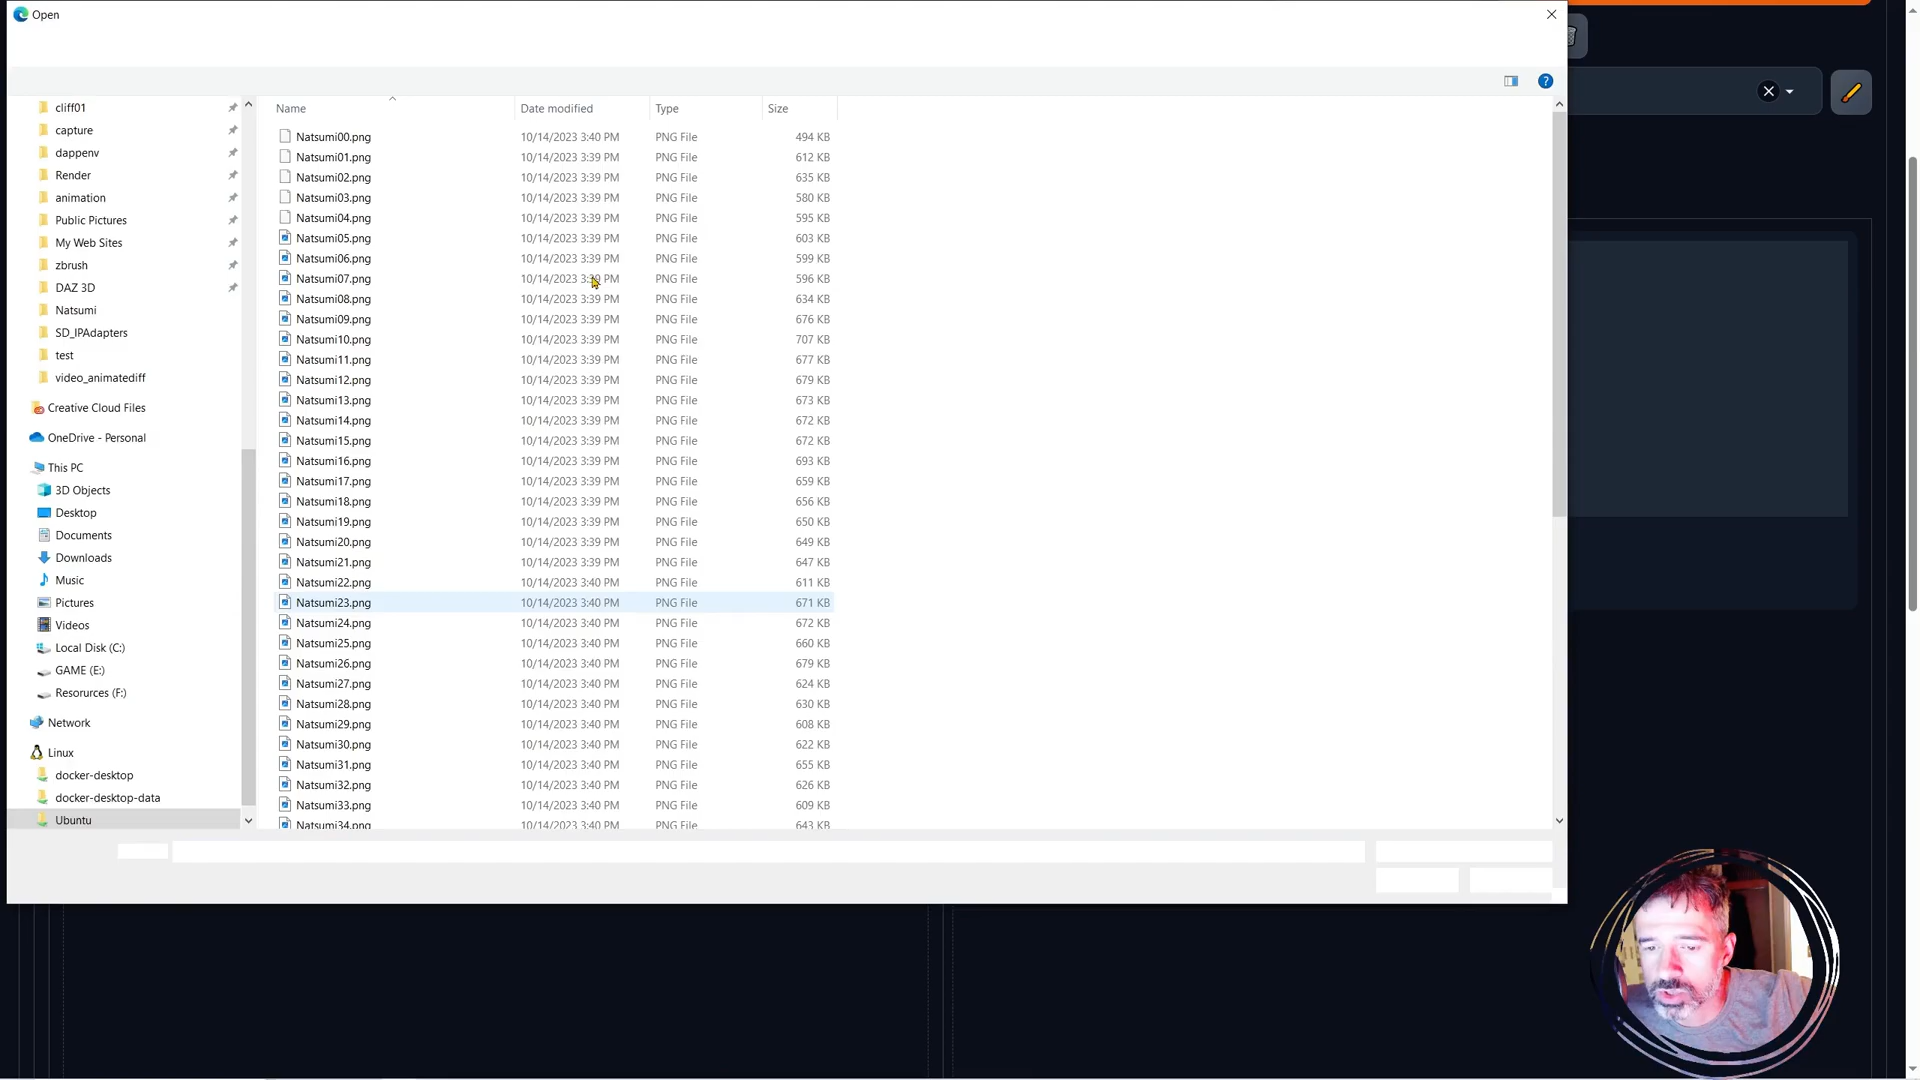 Open
Name Date modified Type Size
cliff01
capture
dappenv
Render
animation
Public Pictures
My Web Sites
zbrush
DAZ 3D
Natsumi
SD_IPAdapters
test
video_animatediff
Creative Cloud Files
OneDrive - Personal
This PC
3D Objects
Desktop
Documents
Downloads
Music
Pictures
Videos
Local Disk (C:)
GAME (E:)
Resorurces (F:)
Network
Linux
docker-desktop
docker-desktop-data
Ubuntu
Natsumi00.png 10/14/2023 3:40 PM PNG File 494 KB
Natsumi01.png 10/14/2023 3:39 PM PNG File 612 KB
Natsumi02.png 10/14/2023 3:39 PM PNG File 635 KB
Natsumi03.png 10/14/2023 3:39 PM PNG File 580 KB
Natsumi04.png 10/14/2023 3:39 PM PNG File 595 KB
Natsumi05.png 10/14/2023 3:39 PM PNG File 603 KB
Natsumi06.png 10/14/2023 3:39 PM PNG File 599 KB
Natsumi07.png 10/14/2023 3:39 PM PNG File 596 KB
Natsumi08.png 10/14/2023 3:39 PM PNG File 634 KB
Natsumi09.png 10/14/2023 3:39 PM PNG File 676 KB
Natsumi10.png 10/14/2023 3:39 PM PNG File 707 KB
Natsumi11.png 10/14/2023 3:39 PM PNG File 677 KB
Natsumi12.png 10/14/2023 3:39 PM PNG File 679 KB
Natsumi13.png 10/14/2023 3:39 PM PNG File 673 KB
Natsumi14.png 10/14/2023 3:39 PM PNG File 672 KB
Natsumi15.png 10/14/2023 3:39 PM PNG File 672 KB
Natsumi16.png 10/14/2023 3:39 PM PNG File 693 KB
Natsumi17.png 10/14/2023 3:39 PM PNG File 659 KB
Natsumi18.png 10/14/2023 3:39 PM PNG File 656 KB
Natsumi19.png 10/14/2023 3:39 PM PNG File 650 KB
Natsumi20.png 10/14/2023 3:39 PM PNG File 649 KB
Natsumi21.png 10/14/2023 3:39 PM PNG File 647 KB
Natsumi22.png 10/14/2023 3:40 PM PNG File 611 KB
Natsumi23.png 10/14/2023 3:40 PM PNG File 671 KB
Natsumi24.png 10/14/2023 3:40 PM PNG File 672 KB
Natsumi25.png 10/14/2023 3:40 PM PNG File 660 KB
Natsumi26.png 10/14/2023 3:40 PM PNG File 679 KB
Natsumi27.png 10/14/2023 3:40 PM PNG File 624 KB
Natsumi28.png 10/14/2023 3:40 PM PNG File 630 KB
Natsumi29.png 10/14/2023 3:40 PM PNG File 608 KB
Natsumi30.png 10/14/2023 3:40 PM PNG File 622 KB
Natsumi31.png 10/14/2023 3:40 PM PNG File 655 KB
Natsumi32.png 10/14/2023 3:40 PM PNG File 626 KB
Natsumi33.png 10/14/2023 3:40 PM PNG File 609 KB
Natsumi34.png 10/14/2023 3:40 PM PNG File 643 KB